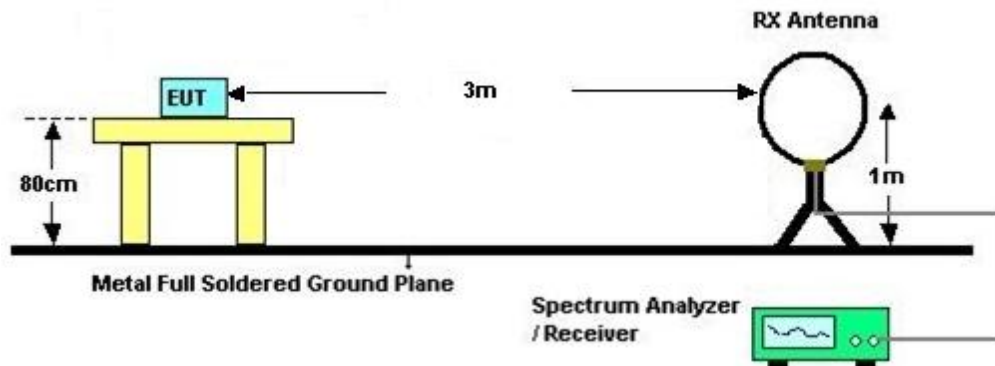 RX Antenna
EUT
3m
80cm
1m
Metal Full Soldered Ground Plane
Spectrum Analyzer
/ Receiver